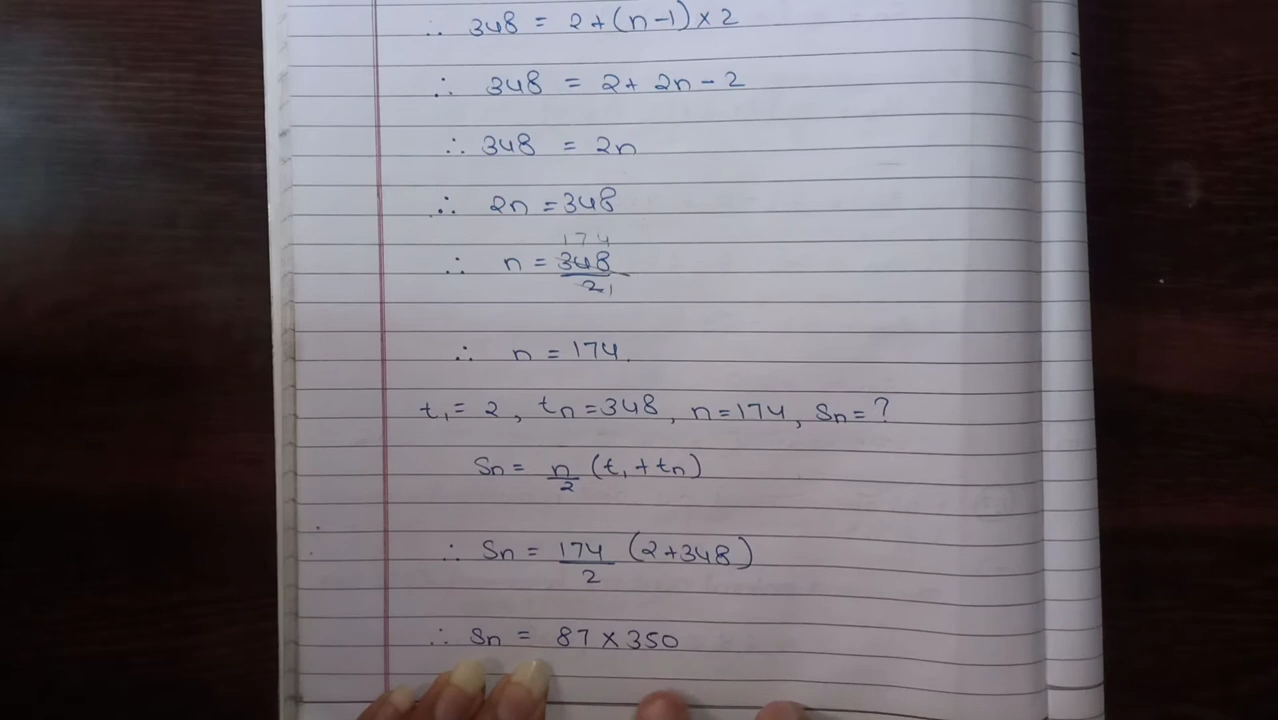 ∴ 348 = 2+(n-1)×2
∴ 348 = 2+ 2n - 2
∴ 348 = 2n
∴ 2n = 348
174
∴ n = 348
2 1
∴ n = 174.
t₁ = 2, tn = 348, n = 174, Sn = ?
Sn = n/2 (t₁ + tn)
∴ Sn = 174/2 (2+348)
∴ Sn = 87 × 350